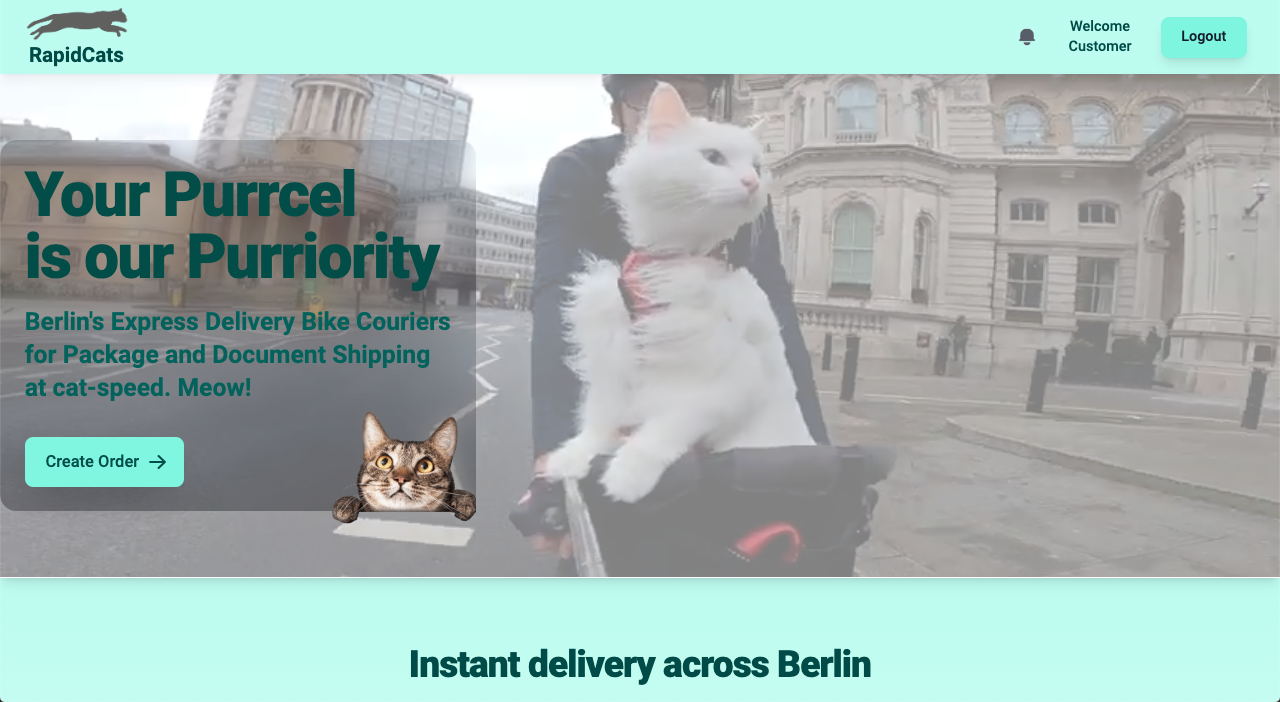 RapidCats
Welcome
Customer
Logout
Your Purrcel
is our Purriority
Berlin's Express Delivery Bike Couriers
for Package and Document Shipping
at cat-speed. Meow!
Create Order
Instant delivery across Berlin